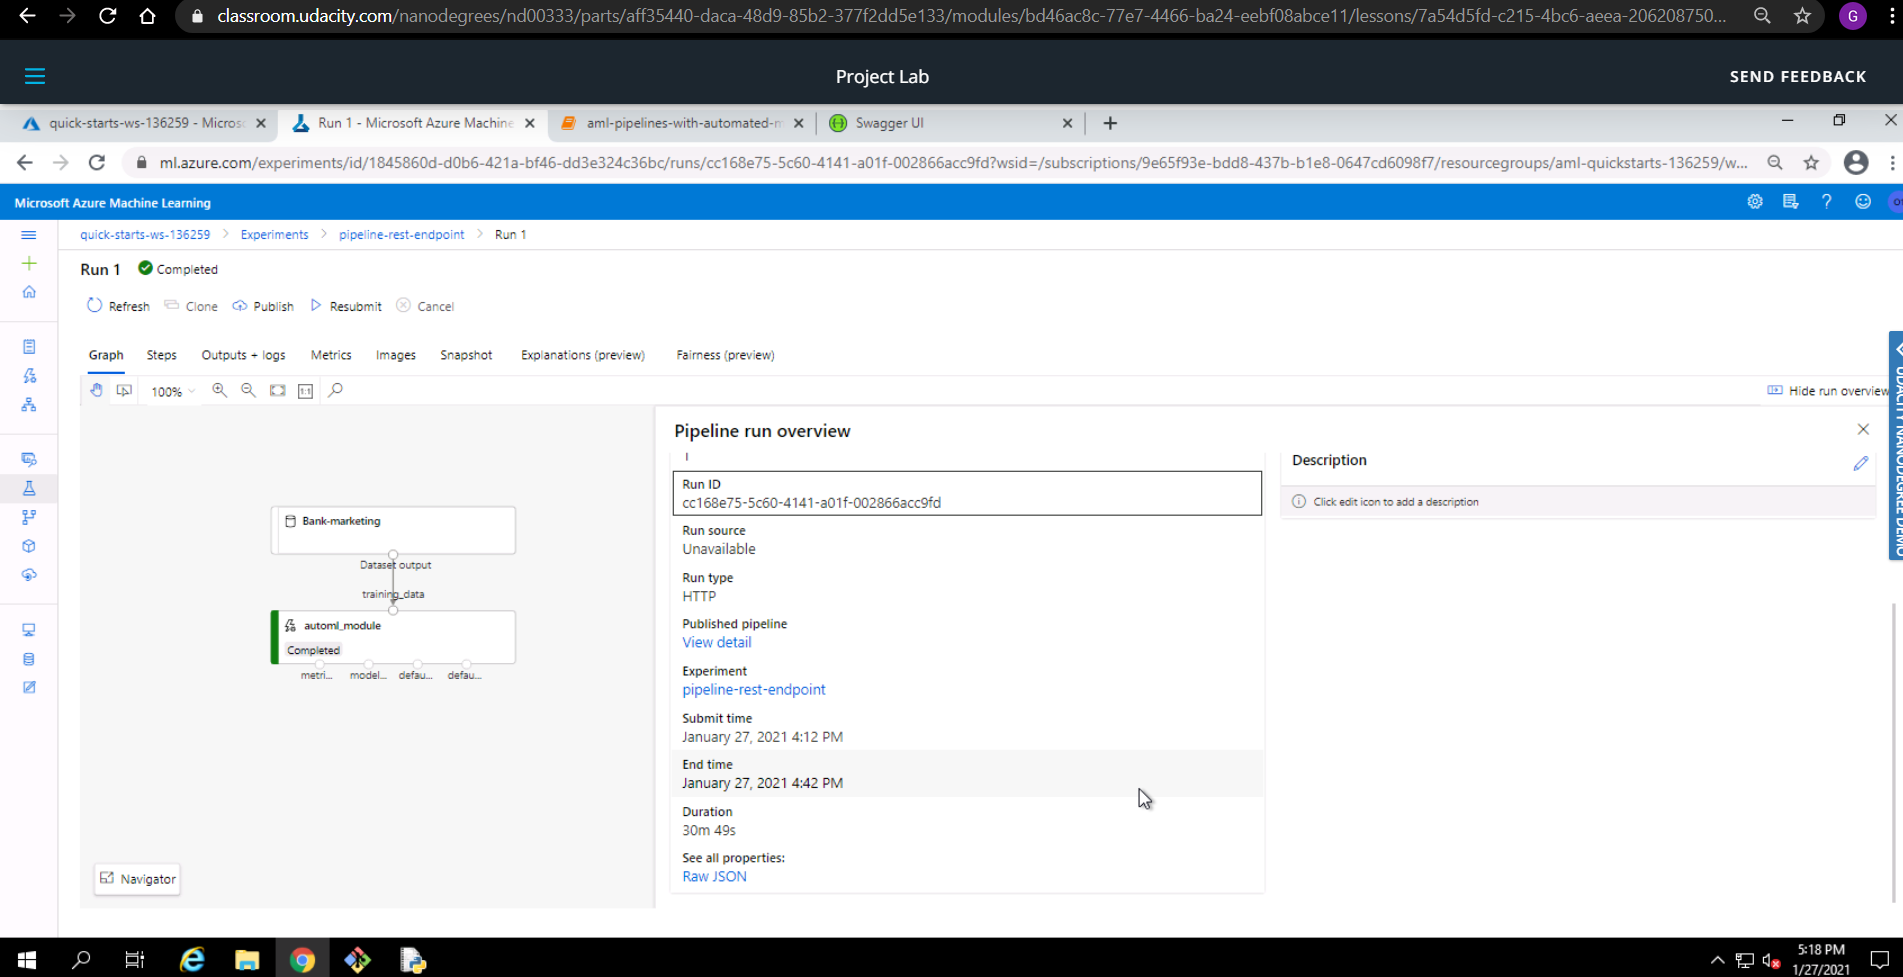 classroom.udacity.com/nanodegrees/nd00333/parts/aff35440-daca-48d9-85b2-377f2dd5e133/modules/bd46ac8c-77e7-4466-ba24-eebf08abce11/lessons/7a54d5fd-c215-4bc6-aeea-206208750...
G
Project Lab
SEND FEEDBACK
quick-starts-ws-136259 - Micros
Run 1 - Microsoft Azure Machine
aml-pipelines-with-automated-m
Swagger UI
ml.azure.com/experiments/id/1845860d-d0b6-421a-bf46-dd3e324c36bc/runs/cc168e75-5c60-4141-a01f-002866acc9fd?wsid=/subscriptions/9e65f93e-bdd8-437b-b1e8-0647cd6098f7/resourcegroups/aml-quickstarts-136259/w...
Microsoft Azure Machine Learning
quick-starts-ws-136259 > Experiments > pipeline-rest-endpoint > Run 1
Run 1 Completed
Refresh Clone Publish Resubmit Cancel
Graph Steps Outputs + logs Metrics Images Snapshot Explanations (preview) Fairness (preview)
100%
Hide run overview
UDACITY NANODEGREE DEMO
Bank-marketing
Dataset output
training_data
automl_module
Completed
metri... model... defau... defau...
Navigator
Pipeline run overview
Run ID
cc168e75-5c60-4141-a01f-002866acc9fd
Run source
Unavailable
Run type
HTTP
Published pipeline
View detail
Experiment
pipeline-rest-endpoint
Submit time
January 27, 2021 4:12 PM
End time
January 27, 2021 4:42 PM
Duration
30m 49s
See all properties:
Raw JSON
Description
Click edit icon to add a description
5:18 PM
1/27/2021